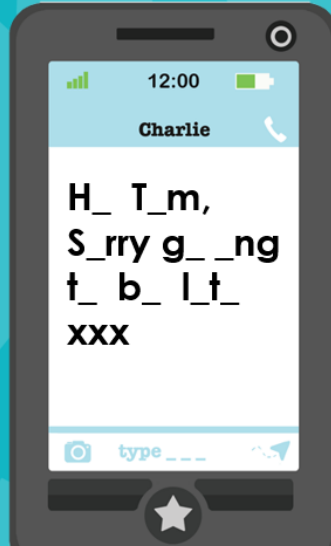 12:00
Charlie
H_ T_m,
S_rry g_ _ng
t_ b_ l_t_
xxx
type _ _ _